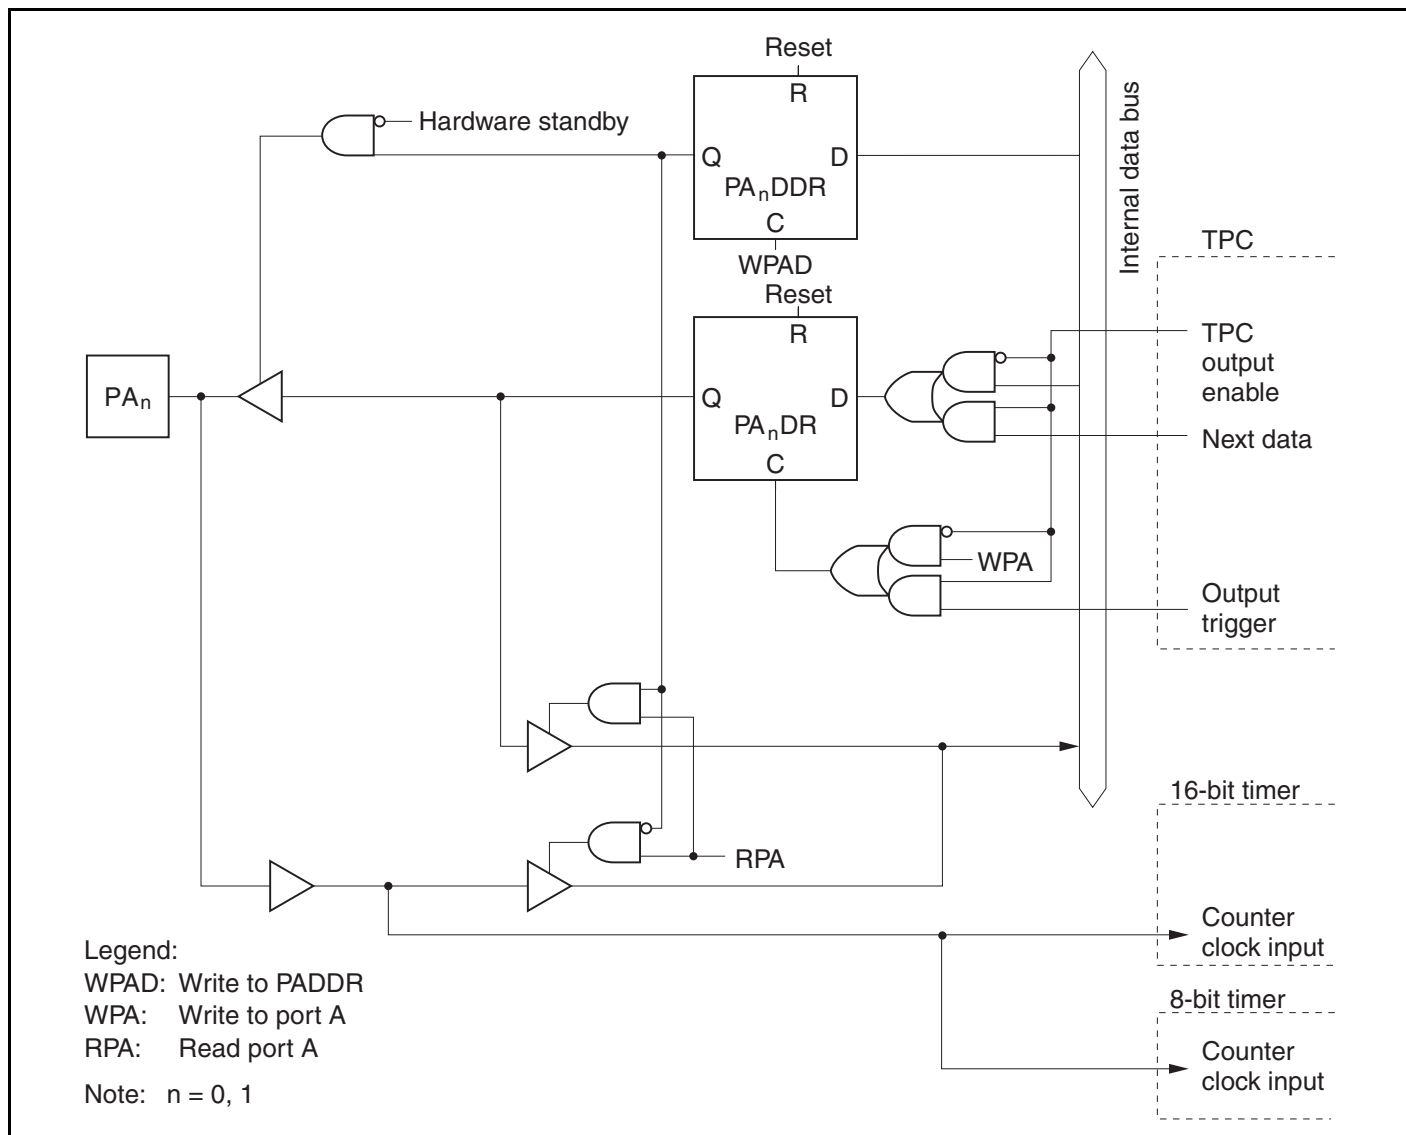 Reset
R
Hardware standby
Q
D
PAnDDR
C
WPAD
Internal data bus
TPC
Reset
R
TPC
output
enable
PAn
Q
D
PAnDR
Next data
C
WPA
Output
trigger
16-bit timer
RPA
Counter
clock input
Legend:
WPAD: Write to PADDR
WPA: Write to port A
RPA: Read port A
Note: n = 0, 1
8-bit timer
Counter
clock input